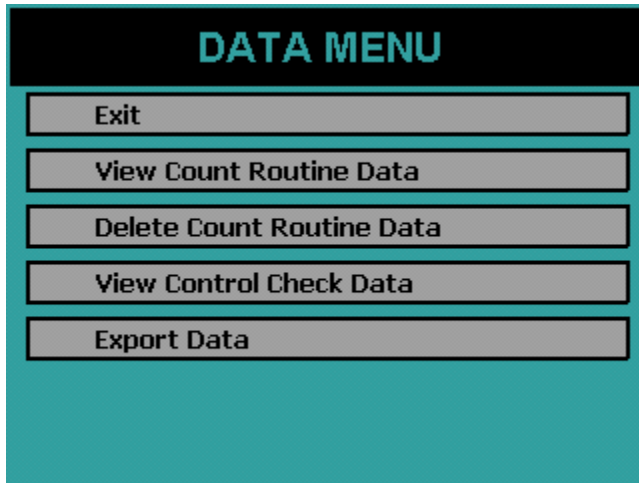 DATA MENU
Exit
View Count Routine Data
Delete Count Routine Data
View Control Check Data
Export Data